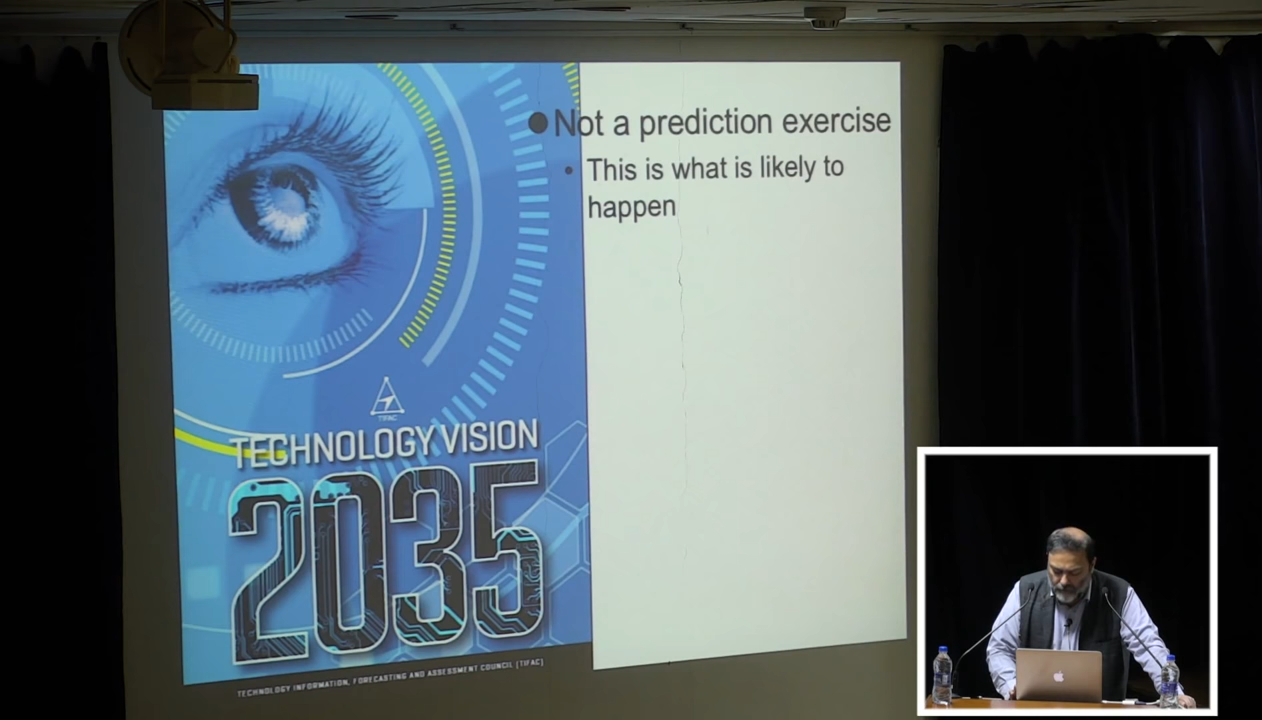 Not a prediction exercise
This is what is likely to
happen
TIFAC
TECHNOLOGY VISION
2035
TECHNOLOGY INFORMATION, FORECASTING AND ASSESSMENT COUNCIL [TIFAC]